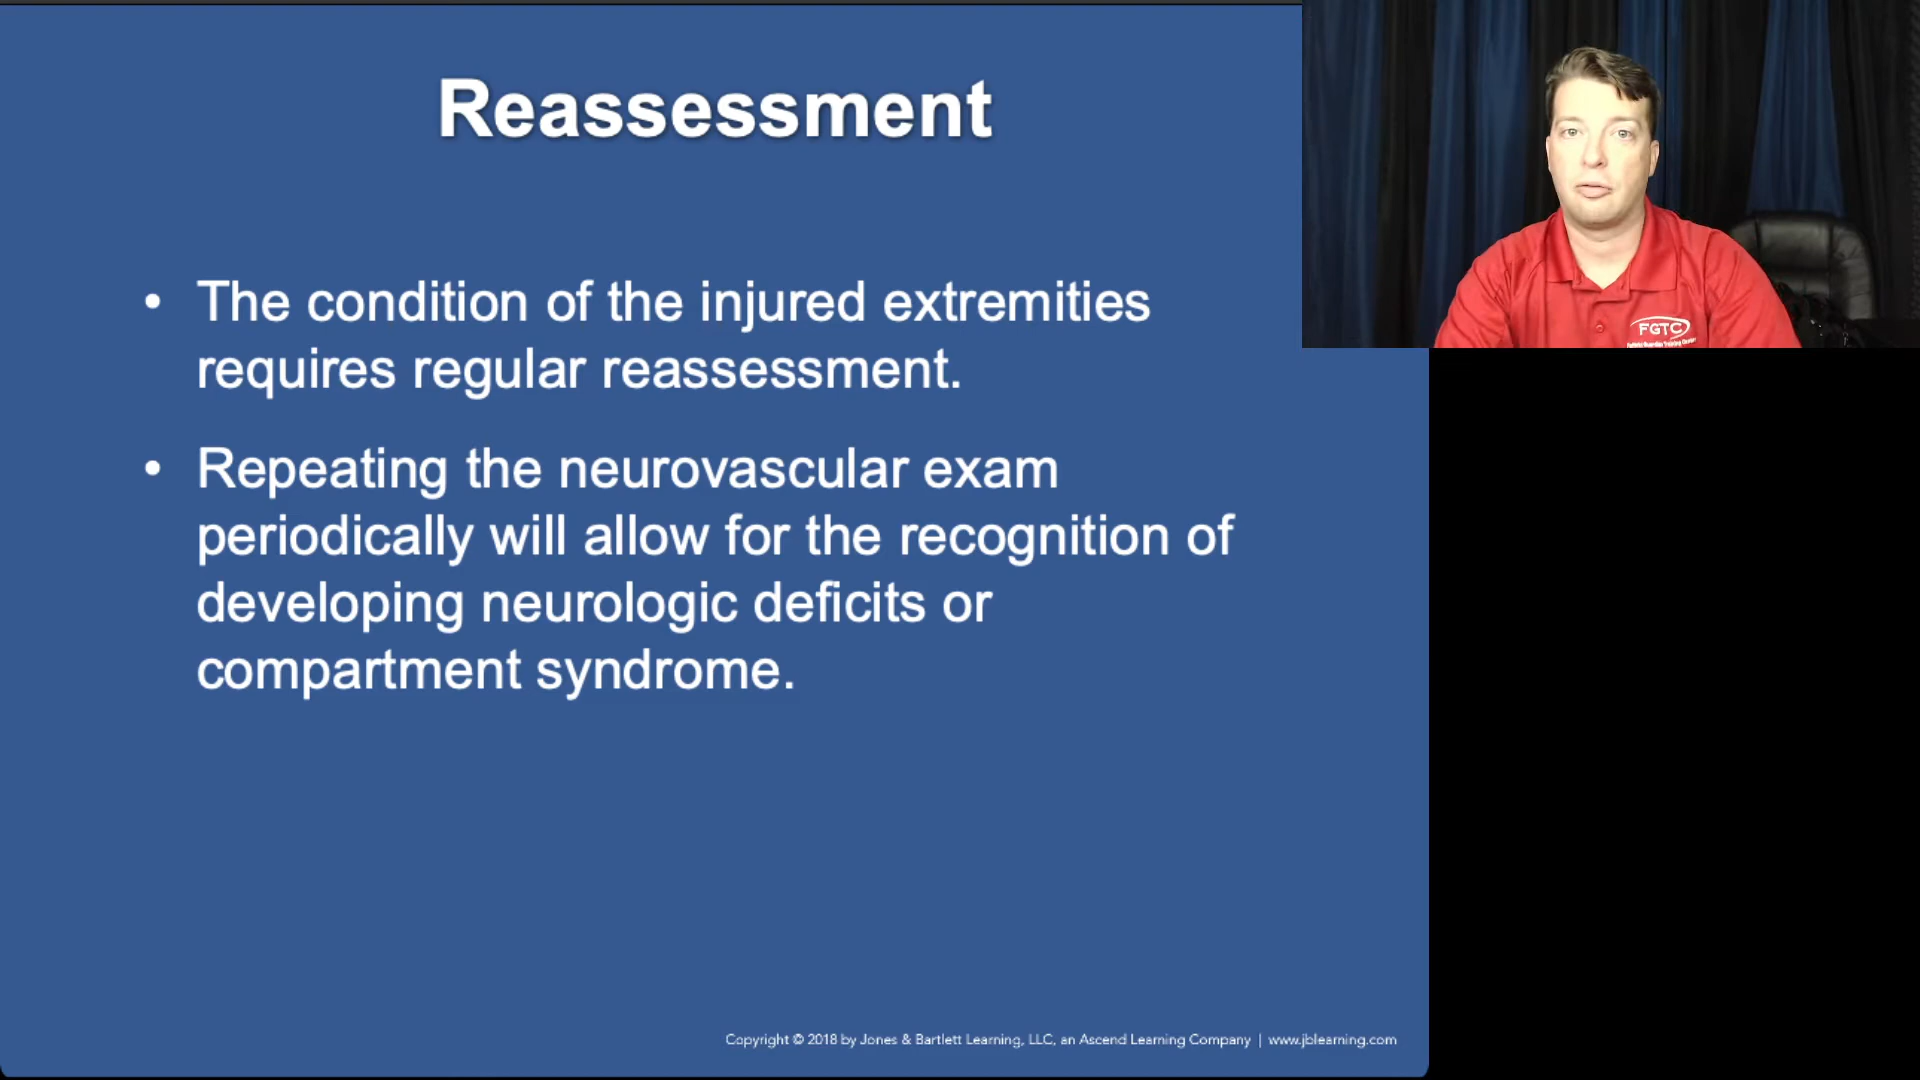 Reassessment
• The condition of the injured extremities
requires regular reassessment.
• Repeating the neurovascular exam
periodically will allow for the recognition of
developing neurologic deficits or
compartment syndrome.
Copyright © 2018 by Jones & Bartlett Learning, LLC, an Ascend Learning Company | www.jblearning.com
FGTC